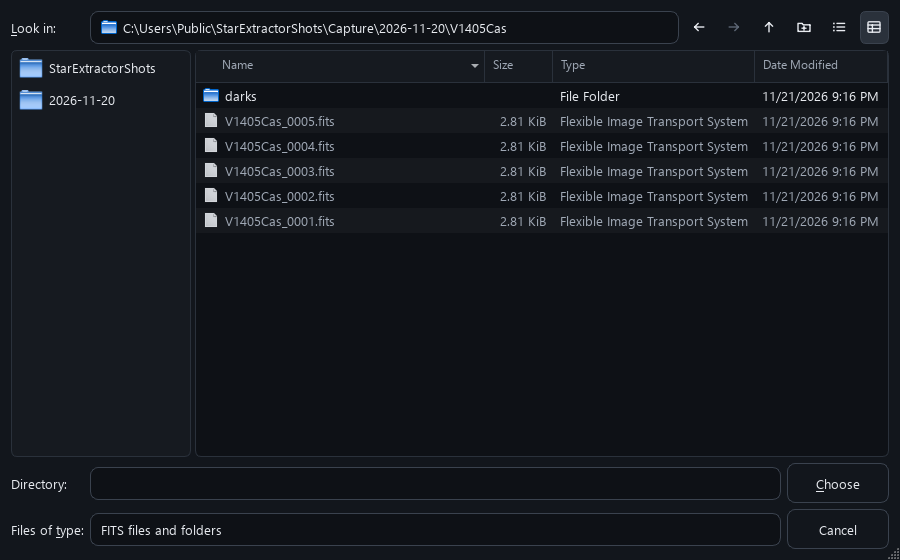 Look in: C:\Users\Public\StarExtractorShots\Capture\2026-11-20\V1405Cas
StarExtractorShots
2026-11-20
Name Size Type Date Modified
darks File Folder 11/21/2026 9:16 PM
V1405Cas_0005.fits 2.81 KiB Flexible Image Transport System 11/21/2026 9:16 PM
V1405Cas_0004.fits 2.81 KiB Flexible Image Transport System 11/21/2026 9:16 PM
V1405Cas_0003.fits 2.81 KiB Flexible Image Transport System 11/21/2026 9:16 PM
V1405Cas_0002.fits 2.81 KiB Flexible Image Transport System 11/21/2026 9:16 PM
V1405Cas_0001.fits 2.81 KiB Flexible Image Transport System 11/21/2026 9:16 PM
Directory: Choose
Files of type: FITS files and folders Cancel